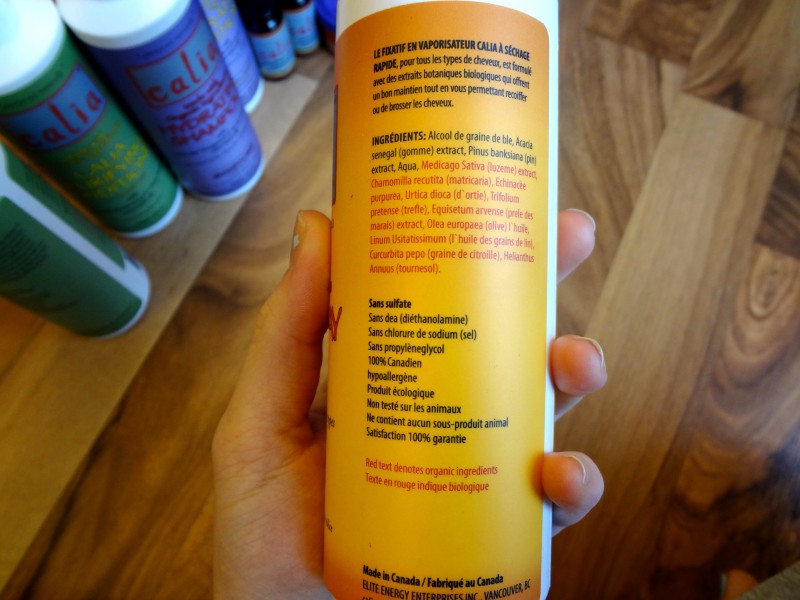 LE FIXATIF EN VAPORISATEUR CALIA À SÉCHAGE
RAPIDE, pour tous les types de cheveux, est formulé
avec des extraits botaniques biologiques qui offrent
un bon maintien tout en vous permettant recoiffer
ou de brosser les cheveux.
INGRÉDIENTS: Alcool de graine de ble, Acacia
senegal (gomme) extract, Pinus banksiana (pin)
extract, Aqua, Medicago Sativa (luzeme) extract,
Chamomilla recutita (matricaria), Echinacée
purpurea, Urtica dioca (d`ortie), Trifolium
pretense (trefle), Equisetum arvense (prele des
marais) extract, Olea europaea (olive) l`huile,
Linum Usitatissimum (l`huile des grains de lin),
Curcurbita pepo (graine de citroille), Helianthus
Annuus (tournesol).
Sans sulfate
Sans dea (diéthanolamine)
Sans chlorure de sodium (sel)
Sans propylèneglycol
100% Canadien
hypoallergène
Produit écologique
Non testé sur les animaux
Ne contient aucun sous-produit animal
Satisfaction 100% garantie
Red text denotes organic ingredients
Texte en rouge indique biologique
Made in Canada / Fabriqué au Canada
ELITE ENERGY ENTERPRISES INC., VANCOUVER, BC
calia
calia
HYDRATE
SHAMPOO
calia
CALIA